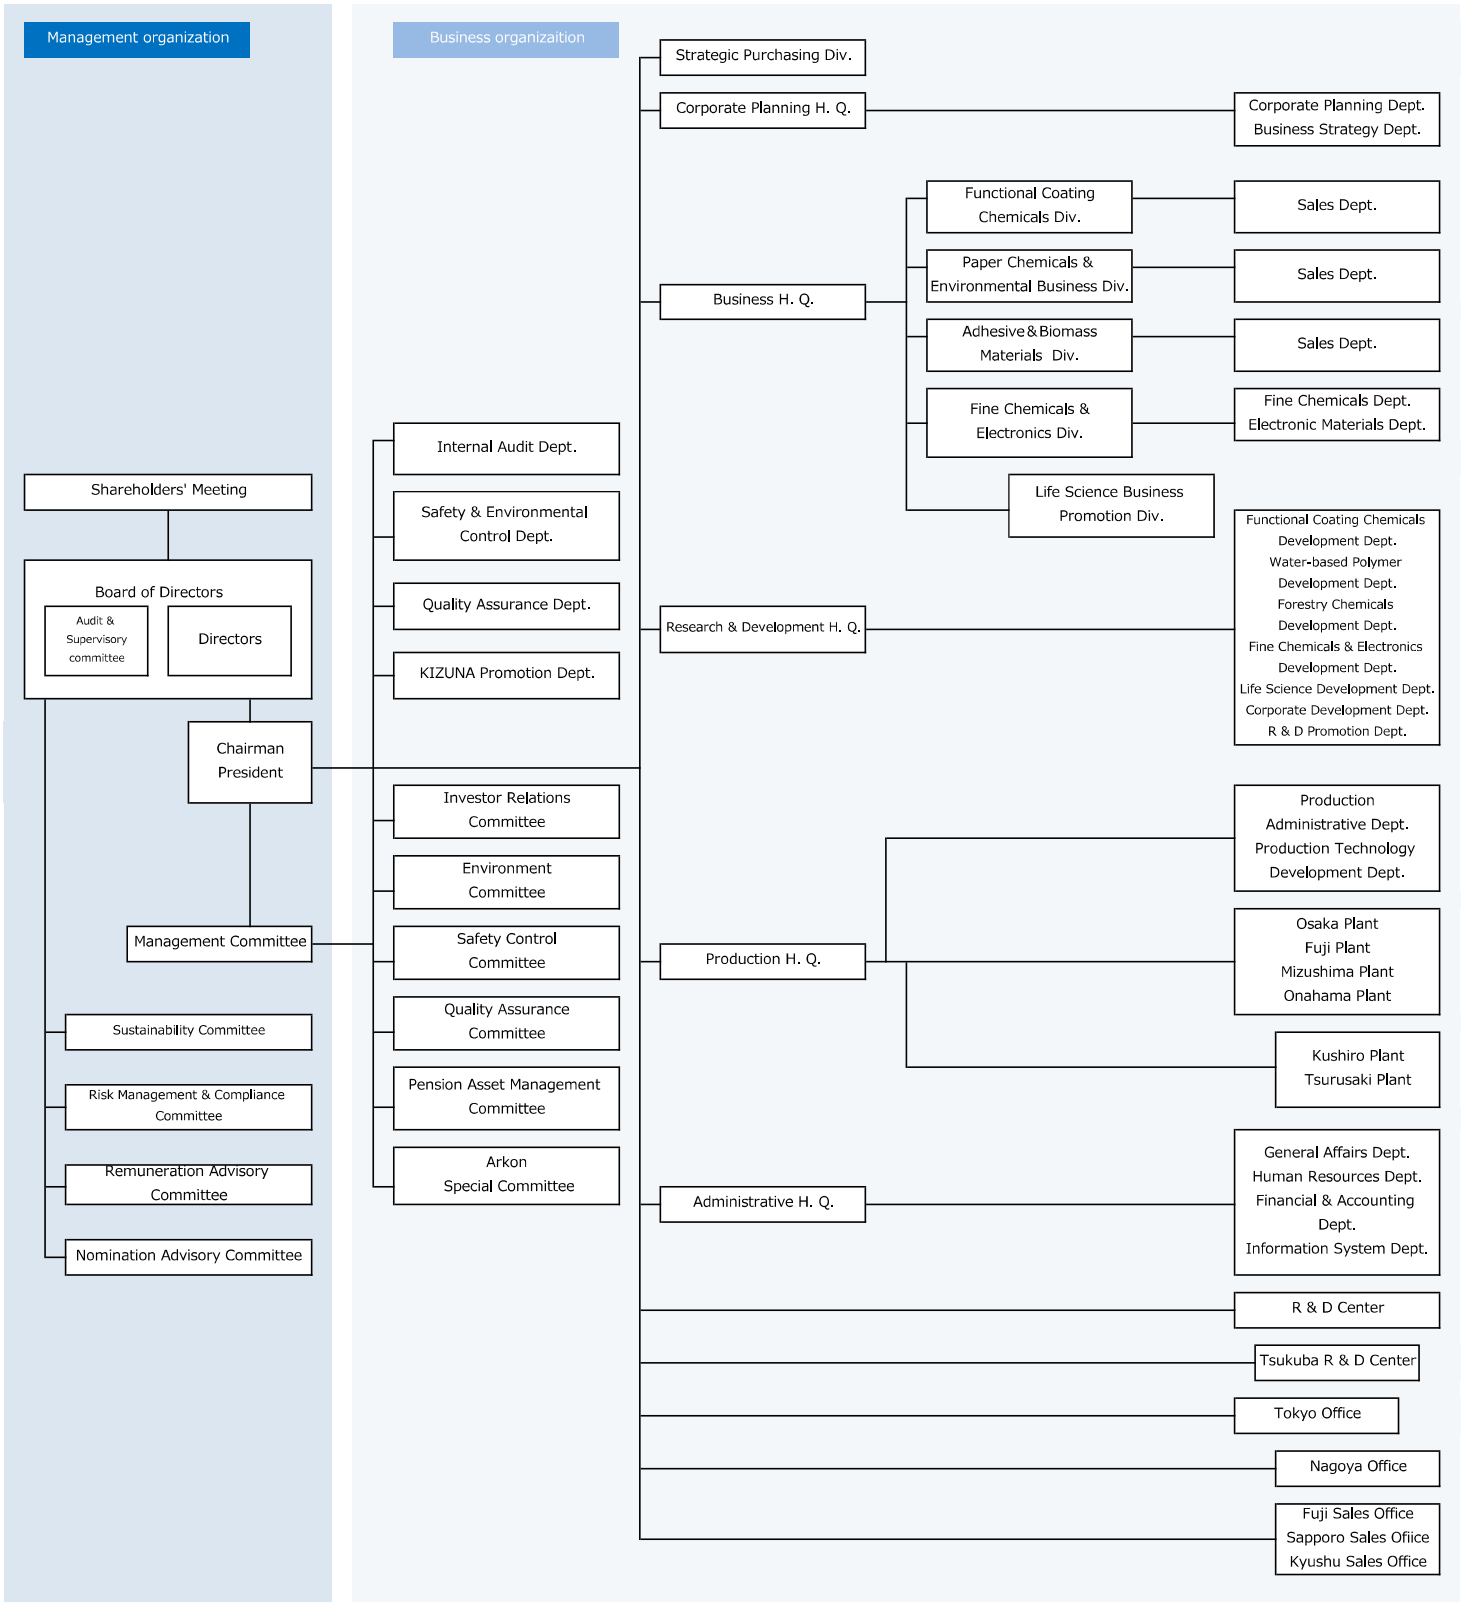 Management organization
Business organizaition
Strategic Purchasing Div.
Corporate Planning H. Q.
Corporate Planning Dept.
Business Strategy Dept.
Functional Coating
Chemicals Div.
Sales Dept.
Paper Chemicals &
Environmental Business Div.
Sales Dept.
Business H. Q.
Adhesive & Biomass
Materials Div.
Sales Dept.
Fine Chemicals &
Electronics Div.
Fine Chemicals Dept.
Electronic Materials Dept.
Life Science Business
Promotion Div.
Internal Audit Dept.
Safety & Environmental
Control Dept.
Quality Assurance Dept.
KIZUNA Promotion Dept.
Shareholders' Meeting
Board of Directors
Audit &
Supervisory
committee
Directors
Chairman
President
Management Committee
Sustainability Committee
Risk Management & Compliance
Committee
Remuneration Advisory
Committee
Nomination Advisory Committee
Investor Relations
Committee
Environment
Committee
Safety Control
Committee
Quality Assurance
Committee
Pension Asset Management
Committee
Arkon
Special Committee
Research & Development H. Q.
Functional Coating Chemicals
Development Dept.
Water-based Polymer
Development Dept.
Forestry Chemicals
Development Dept.
Fine Chemicals & Electronics
Development Dept.
Life Science Development Dept.
Corporate Development Dept.
R & D Promotion Dept.
Production H. Q.
Production
Administrative Dept.
Production Technology
Development Dept.
Osaka Plant
Fuji Plant
Mizushima Plant
Onahama Plant
Kushiro Plant
Tsurusaki Plant
Administrative H. Q.
General Affairs Dept.
Human Resources Dept.
Financial & Accounting
Dept.
Information System Dept.
R & D Center
Tsukuba R & D Center
Tokyo Office
Nagoya Office
Fuji Sales Office
Sapporo Sales Ofiice
Kyushu Sales Office